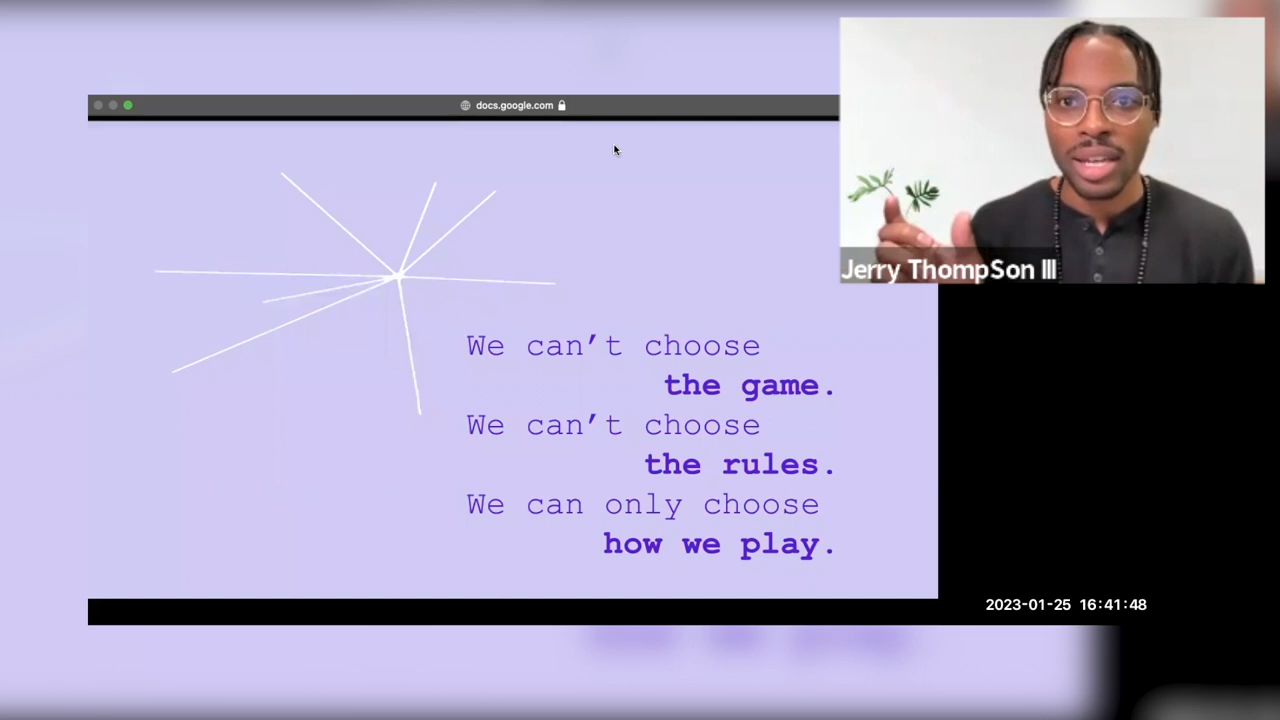 docs.google.com
Jerry ThompSon III
We can’t choose
the game.
We can’t choose
the rules.
We can only choose
how we play.
2023-01-25 16:41:48